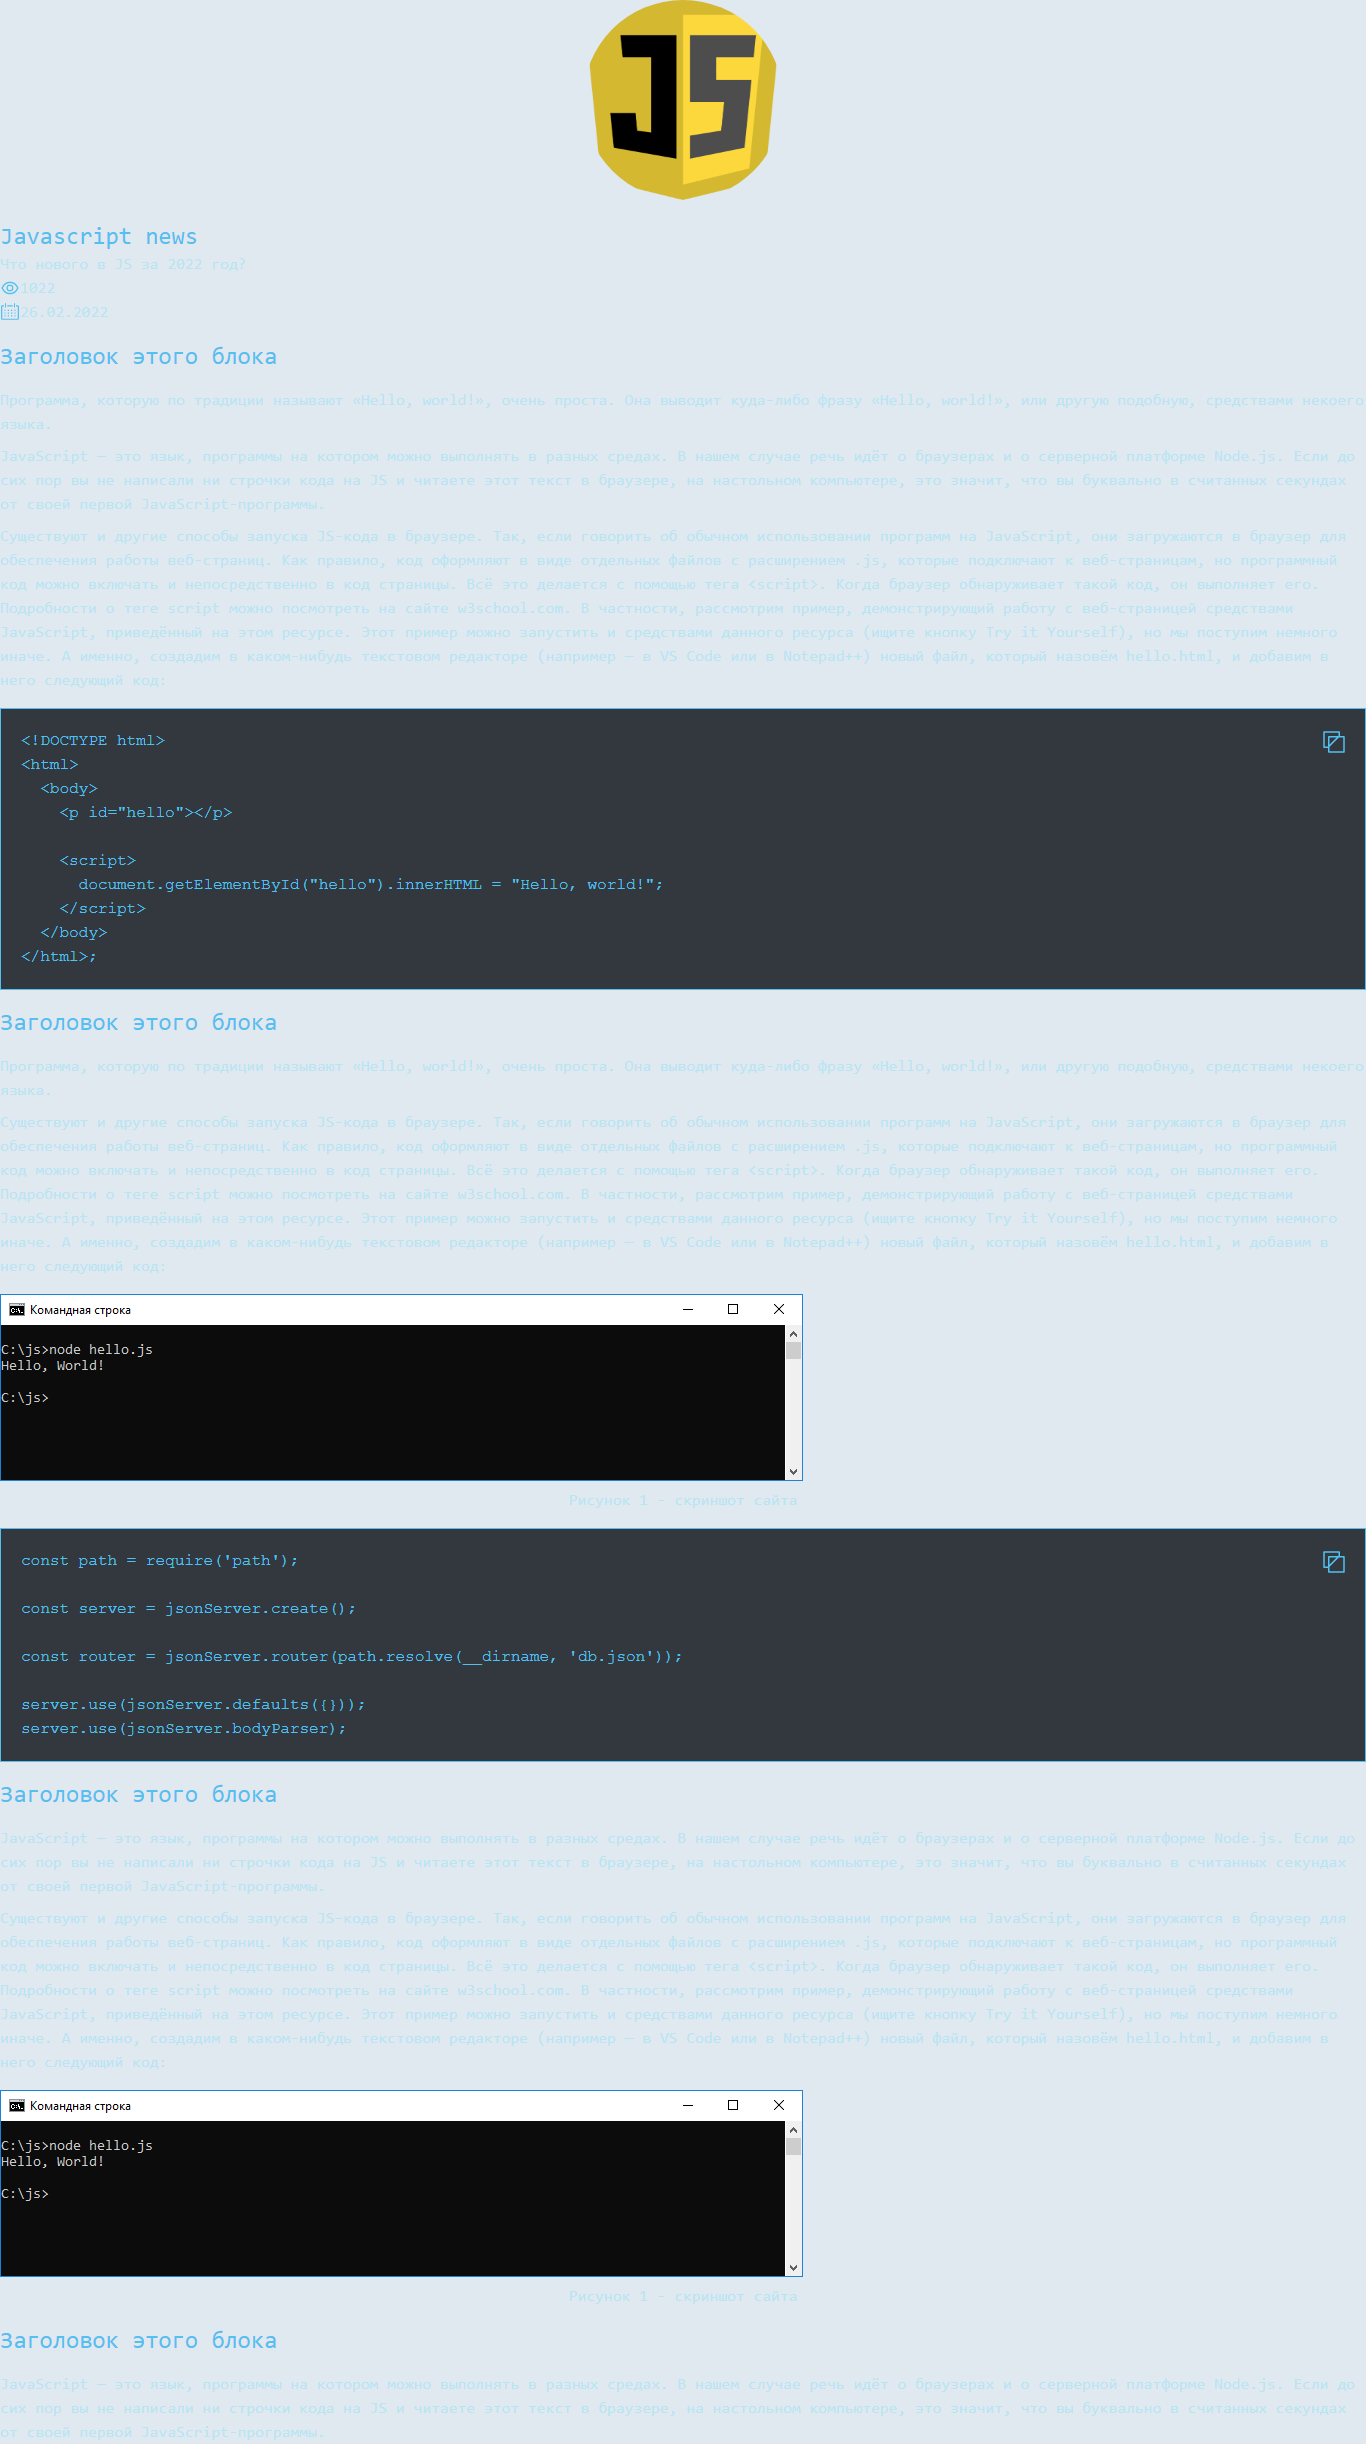 JS
Javascript news
Что нового в JS за 2022 год?
1022
26.02.2022
Заголовок этого блока
Программа, которую по традиции называют «Hello, world!», очень проста. Она выводит куда-либо фразу «Hello, world!», или другую подобную, средствами некоего
языка.
JavaScript — это язык, программы на котором можно выполнять в разных средах. В нашем случае речь идёт о браузерах и о серверной платформе Node.js. Если до
сих пор вы не написали ни строчки кода на JS и читаете этот текст в браузере, на настольном компьютере, это значит, что вы буквально в считанных секундах
от своей первой JavaScript-программы.
Существуют и другие способы запуска JS-кода в браузере. Так, если говорить об обычном использовании программ на JavaScript, они загружаются в браузер для
обеспечения работы веб-страниц. Как правило, код оформляют в виде отдельных файлов с расширением .js, которые подключают к веб-страницам, но программный
код можно включать и непосредственно в код страницы. Всё это делается с помощью тега <script>. Когда браузер обнаруживает такой код, он выполняет его.
Подробности о теге script можно посмотреть на сайте w3school.com. В частности, рассмотрим пример, демонстрирующий работу с веб-страницей средствами
JavaScript, приведённый на этом ресурсе. Этот пример можно запустить и средствами данного ресурса (ищите кнопку Try it Yourself), но мы поступим немного
иначе. А именно, создадим в каком-нибудь текстовом редакторе (например — в VS Code или в Notepad++) новый файл, который назовём hello.html, и добавим в
него следующий код:
<!DOCTYPE html>
<html>
  <body>
    <p id="hello"></p>
    <script>
      document.getElementById("hello").innerHTML = "Hello, world!";
    </script>
  </body>
</html>;
Заголовок этого блока
Программа, которую по традиции называют «Hello, world!», очень проста. Она выводит куда-либо фразу «Hello, world!», или другую подобную, средствами некоего
языка.
Существуют и другие способы запуска JS-кода в браузере. Так, если говорить об обычном использовании программ на JavaScript, они загружаются в браузер для
обеспечения работы веб-страниц. Как правило, код оформляют в виде отдельных файлов с расширением .js, которые подключают к веб-страницам, но программный
код можно включать и непосредственно в код страницы. Всё это делается с помощью тега <script>. Когда браузер обнаруживает такой код, он выполняет его.
Подробности о теге script можно посмотреть на сайте w3school.com. В частности, рассмотрим пример, демонстрирующий работу с веб-страницей средствами
JavaScript, приведённый на этом ресурсе. Этот пример можно запустить и средствами данного ресурса (ищите кнопку Try it Yourself), но мы поступим немного
иначе. А именно, создадим в каком-нибудь текстовом редакторе (например — в VS Code или в Notepad++) новый файл, который назовём hello.html, и добавим в
него следующий код:
Командная строка
C:\js>node hello.js
Hello, World!
C:\js>
Рисунок 1 - скриншот сайта
const path = require('path');
const server = jsonServer.create();
const router = jsonServer.router(path.resolve(__dirname, 'db.json'));
server.use(jsonServer.defaults({}));
server.use(jsonServer.bodyParser);
Заголовок этого блока
JavaScript — это язык, программы на котором можно выполнять в разных средах. В нашем случае речь идёт о браузерах и о серверной платформе Node.js. Если до
сих пор вы не написали ни строчки кода на JS и читаете этот текст в браузере, на настольном компьютере, это значит, что вы буквально в считанных секундах
от своей первой JavaScript-программы.
Существуют и другие способы запуска JS-кода в браузере. Так, если говорить об обычном использовании программ на JavaScript, они загружаются в браузер для
обеспечения работы веб-страниц. Как правило, код оформляют в виде отдельных файлов с расширением .js, которые подключают к веб-страницам, но программный
код можно включать и непосредственно в код страницы. Всё это делается с помощью тега <script>. Когда браузер обнаруживает такой код, он выполняет его.
Подробности о теге script можно посмотреть на сайте w3school.com. В частности, рассмотрим пример, демонстрирующий работу с веб-страницей средствами
JavaScript, приведённый на этом ресурсе. Этот пример можно запустить и средствами данного ресурса (ищите кнопку Try it Yourself), но мы поступим немного
иначе. А именно, создадим в каком-нибудь текстовом редакторе (например — в VS Code или в Notepad++) новый файл, который назовём hello.html, и добавим в
него следующий код:
Командная строка
C:\js>node hello.js
Hello, World!
C:\js>
Рисунок 1 - скриншот сайта
Заголовок этого блока
JavaScript — это язык, программы на котором можно выполнять в разных средах. В нашем случае речь идёт о браузерах и о серверной платформе Node.js. Если до
сих пор вы не написали ни строчки кода на JS и читаете этот текст в браузере, на настольном компьютере, это значит, что вы буквально в считанных секундах
от своей первой JavaScript-программы.